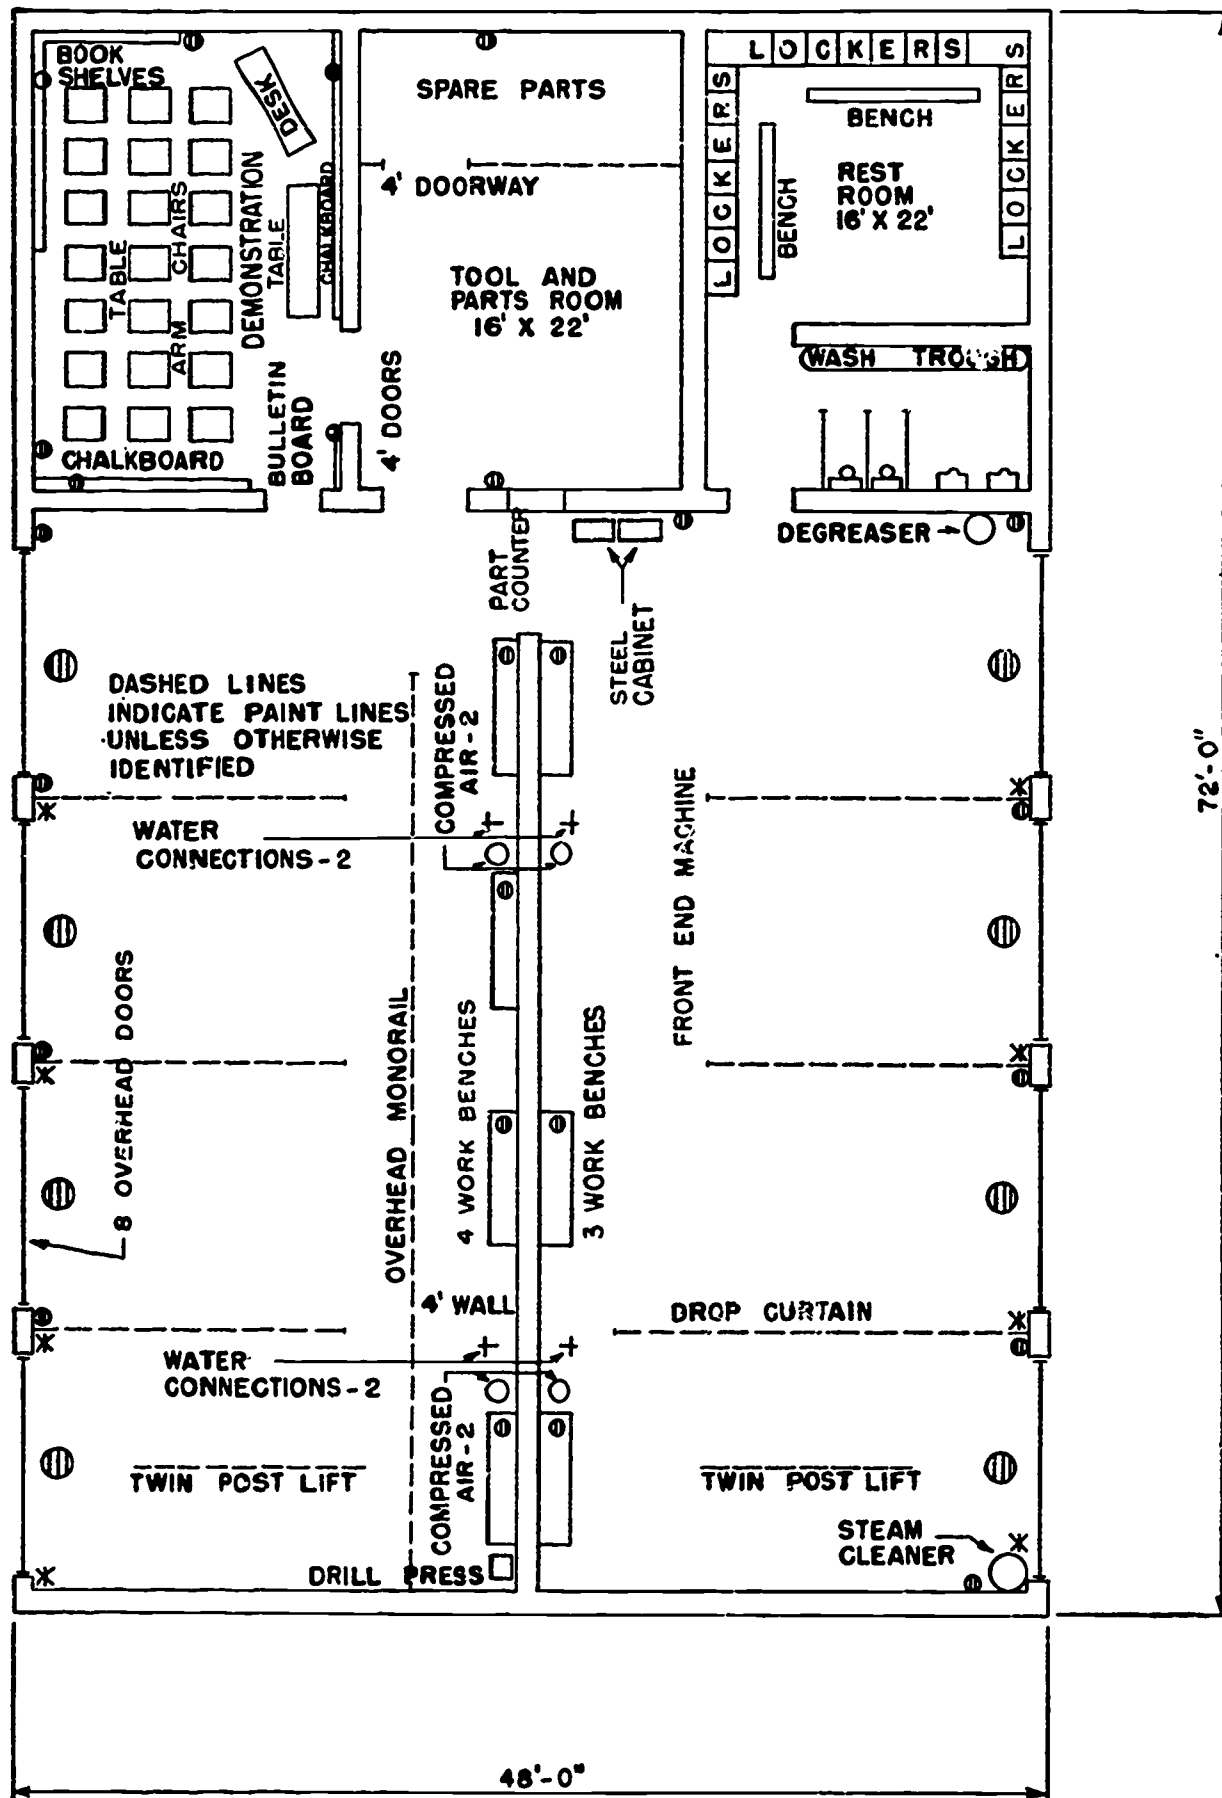 BOOK
SHELVES
DESK
TABLE
ARM CHAIRS
DEMONSTRATION
TABLE
CHALKBOARD
CHALKBOARD
BULLETIN
BOARD
4' DOORS
SPARE PARTS
4' DOORWAY
TOOL AND
PARTS ROOM
16' X 22'
LOCKERS
LOCKERS
LOCKERS
BENCH
BENCH
REST
ROOM
16' X 22'
WASH TROUGH
DEGREASER
PART
COUNTER
STEEL
CABINET
DASHED LINES
INDICATE PAINT LINES
UNLESS OTHERWISE
IDENTIFIED
COMPRESSED
AIR-2
WATER
CONNECTIONS-2
8 OVERHEAD DOORS
OVERHEAD MONORAIL
4 WORK BENCHES
3 WORK BENCHES
FRONT END MACHINE
72'-0"
4' WALL
DROP CURTAIN
WATER
CONNECTIONS-2
COMPRESSED
AIR-2
TWIN POST LIFT
TWIN POST LIFT
STEAM
CLEANER
DRILL PRESS
48'-0"